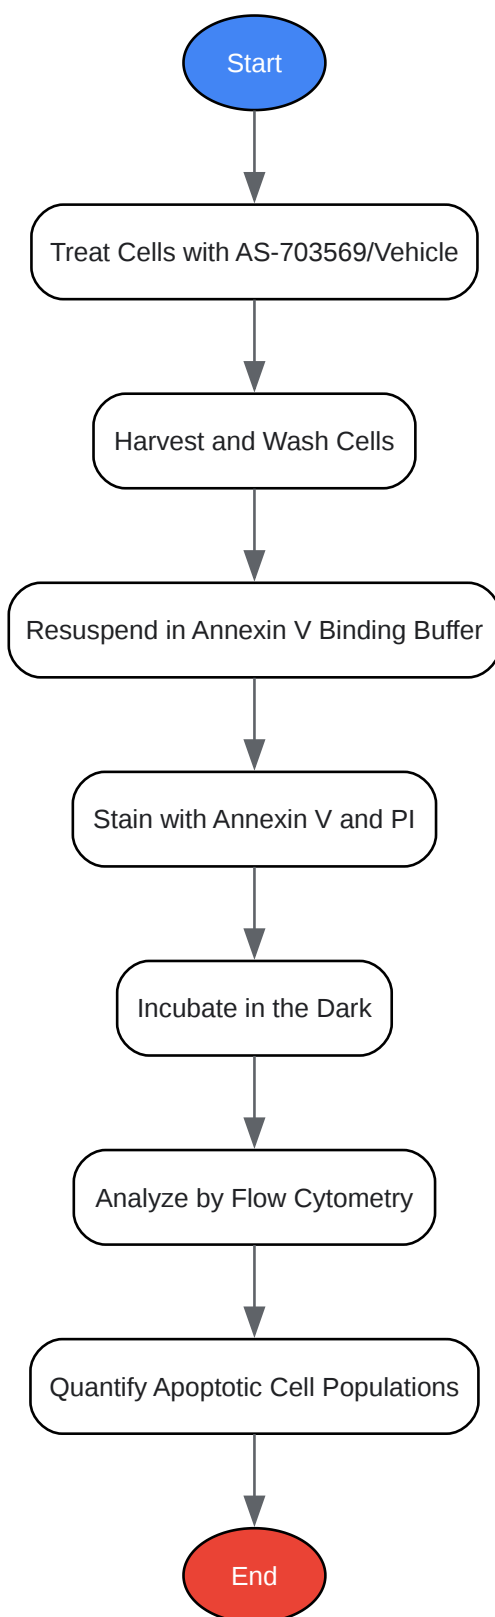 Start
Treat Cells with AS-703569/Vehicle
Harvest and Wash Cells
Resuspend in Annexin V Binding Buffer
Stain with Annexin V and PI
Incubate in the Dark
Analyze by Flow Cytometry
Quantify Apoptotic Cell Populations
End